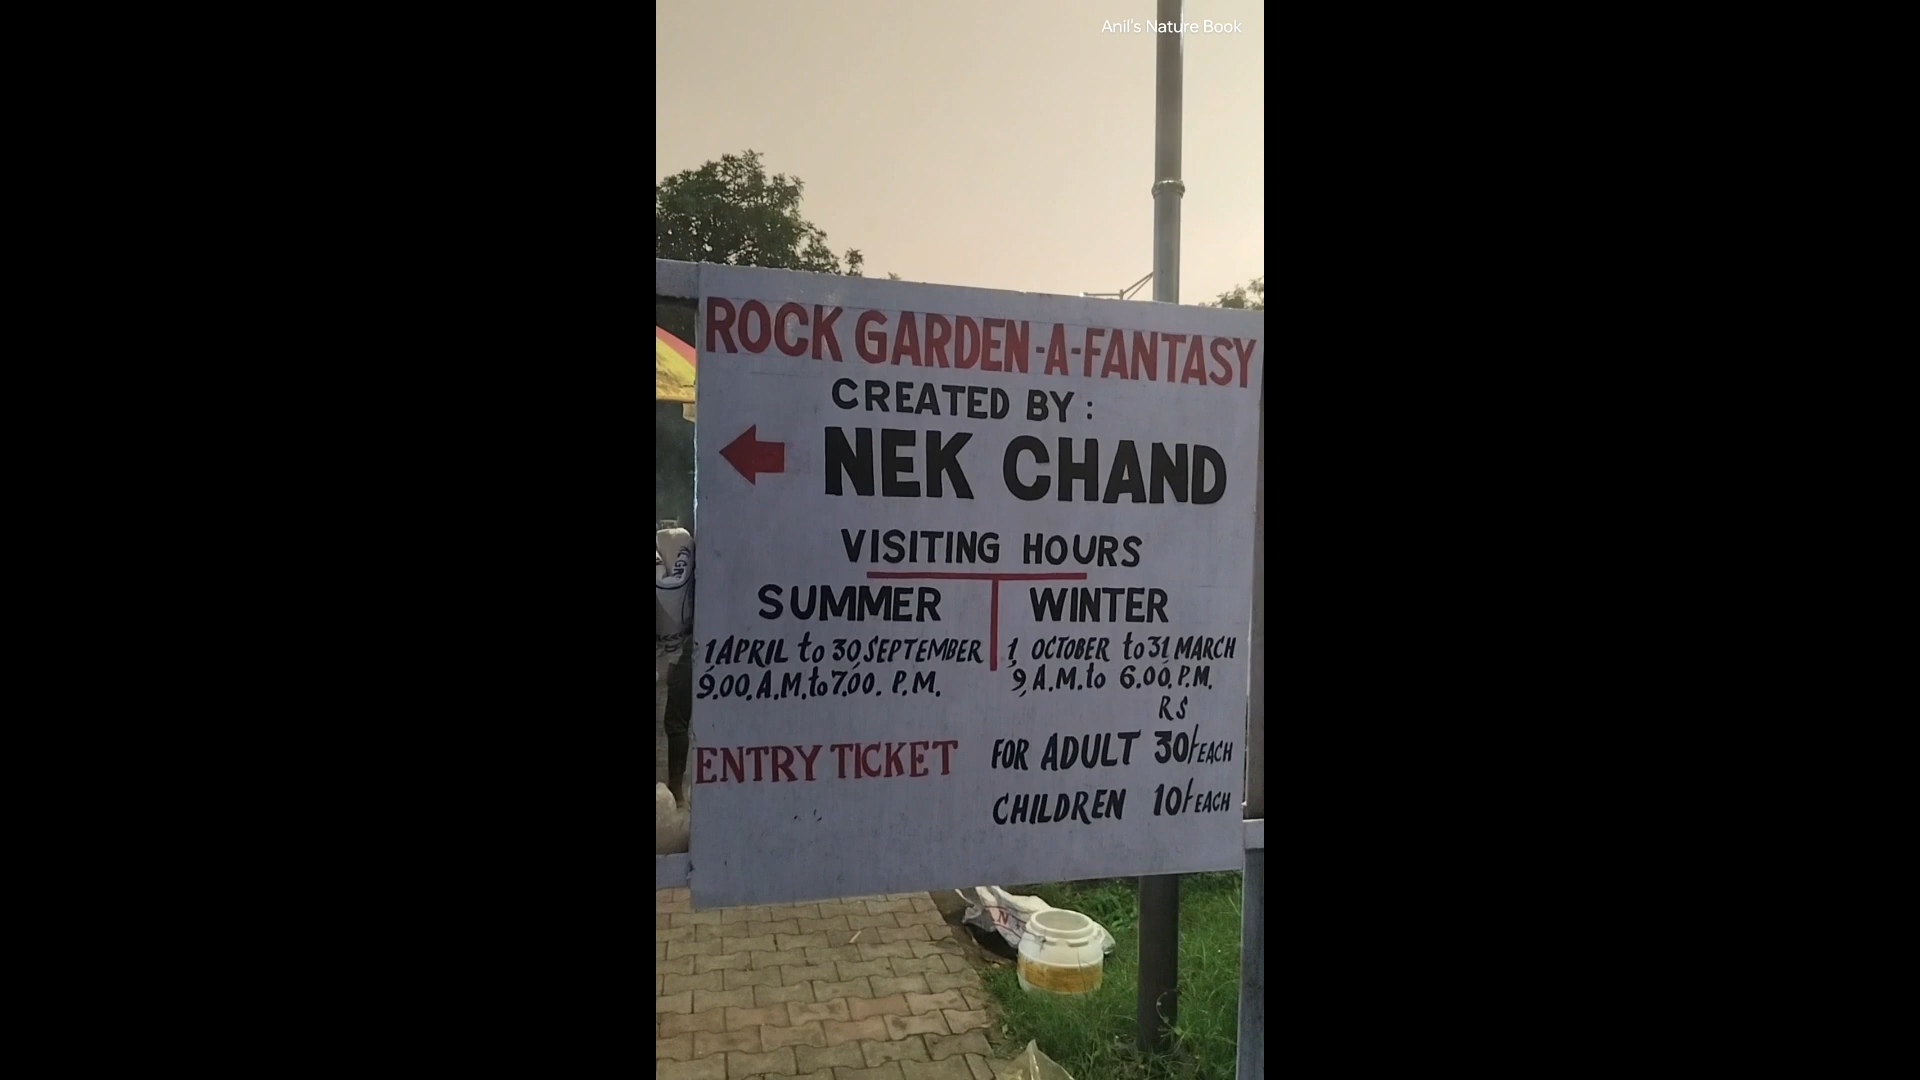 Anil's Nature Book
ROCK GARDEN-A-FANTASY
CREATED BY :
NEK CHAND
VISITING HOURS
SUMMER
1 APRIL to 30 SEPTEMBER
9.00. A.M. to 7.00. P.M.
WINTER
1, OCTOBER to 31 MARCH
9, A.M. to 6.00. P.M.
RS
ENTRY TICKET FOR ADULT 30/- EACH
CHILDREN 10/- EACH
N